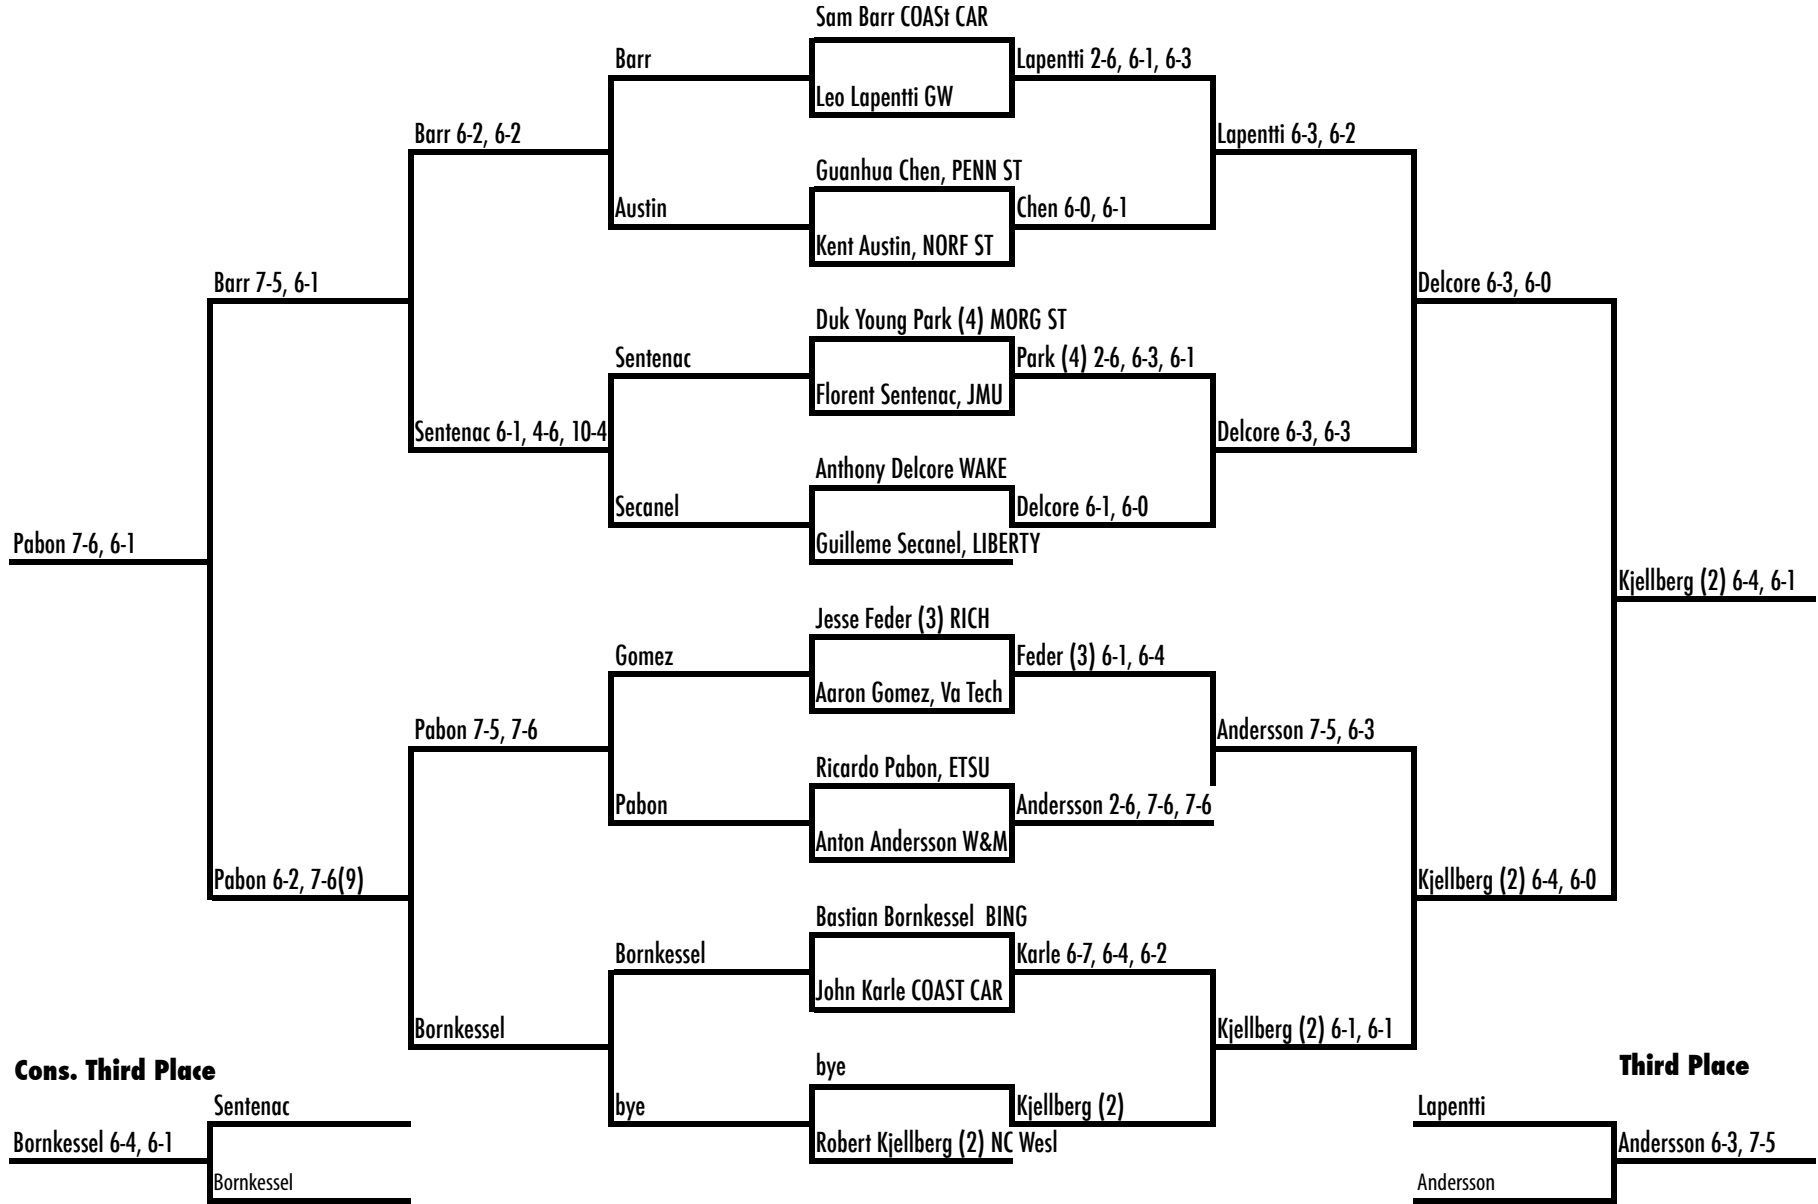 Sam Barr COASt CAR
Barr
Lapentti 2-6, 6-1, 6-3
Leo Lapentti GW
Barr 6-2, 6-2
Lapentti 6-3, 6-2
Guanhua Chen, PENN ST
Austin
Chen 6-0, 6-1
Kent Austin, NORF ST
Barr 7-5, 6-1
Delcore 6-3, 6-0
Duk Young Park (4) MORG ST
Sentenac
Park (4) 2-6, 6-3, 6-1
Florent Sentenac, JMU
Sentenac 6-1, 4-6, 10-4
Delcore 6-3, 6-3
Anthony Delcore WAKE
Secanel
Delcore 6-1, 6-0
Pabon 7-6, 6-1
Guilleme Secanel, LIBERTY
Kjellberg (2) 6-4, 6-1
Jesse Feder (3) RICH
Gomez
Feder (3) 6-1, 6-4
Aaron Gomez, Va Tech
Pabon 7-5, 7-6
Andersson 7-5, 6-3
Ricardo Pabon, ETSU
Pabon
Andersson 2-6, 7-6, 7-6
Anton Andersson W&M
Pabon 6-2, 7-6(9)
Kjellberg (2) 6-4, 6-0
Bastian Bornkessel  BING
Bornkessel
Karle 6-7, 6-4, 6-2
John Karle COAST CAR
Bornkessel
Kjellberg (2) 6-1, 6-1
Cons. Third Place
bye
Third Place
Sentenac
bye
Kjellberg (2)
Lapentti
Bornkessel 6-4, 6-1
Robert Kjellberg (2) NC Wesl
Andersson 6-3, 7-5
Bornkessel
Andersson